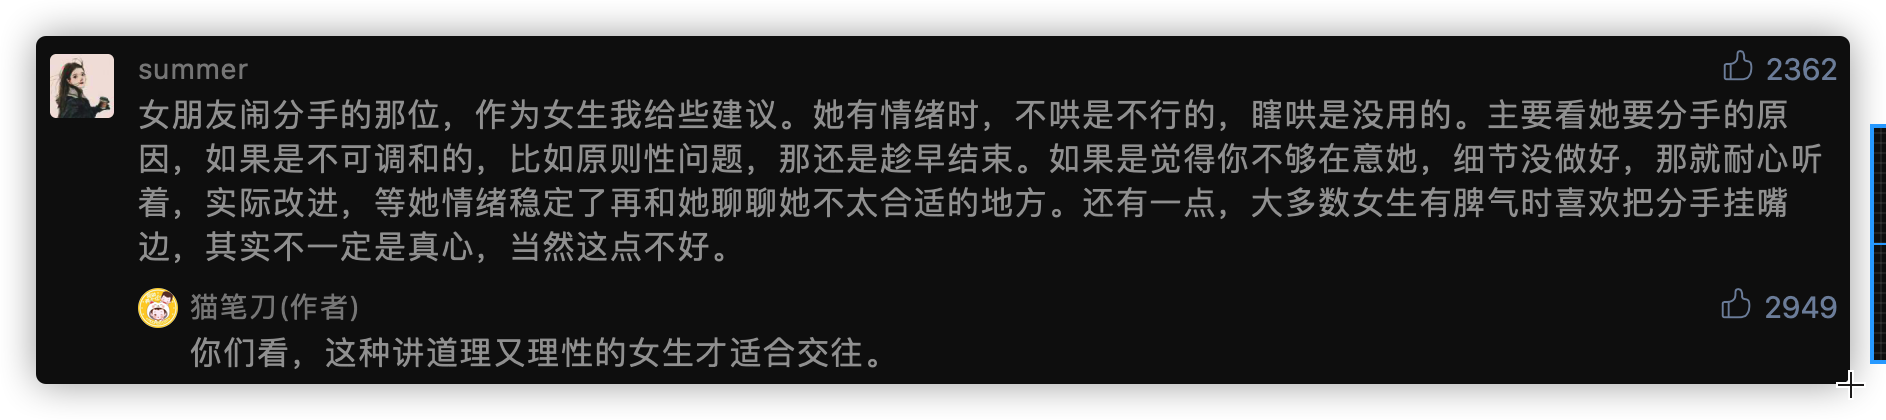 summer
2362
女朋友闹分手的那位，作为女生我给些建议。她有情绪时，不哄是不行的，瞎哄是没用的。主要看她要分手的原
因，如果是不可调和的，比如原则性问题，那还是趁早结束。如果是觉得你不够在意她，细节没做好，那就耐心听
着，实际改进，等她情绪稳定了再和她聊聊她不太合适的地方。还有一点，大多数女生有脾气时喜欢把分手挂嘴
边，其实不一定是真心，当然这点不好。
猫笔刀(作者)
2949
你们看，这种讲道理又理性的女生才适合交往。